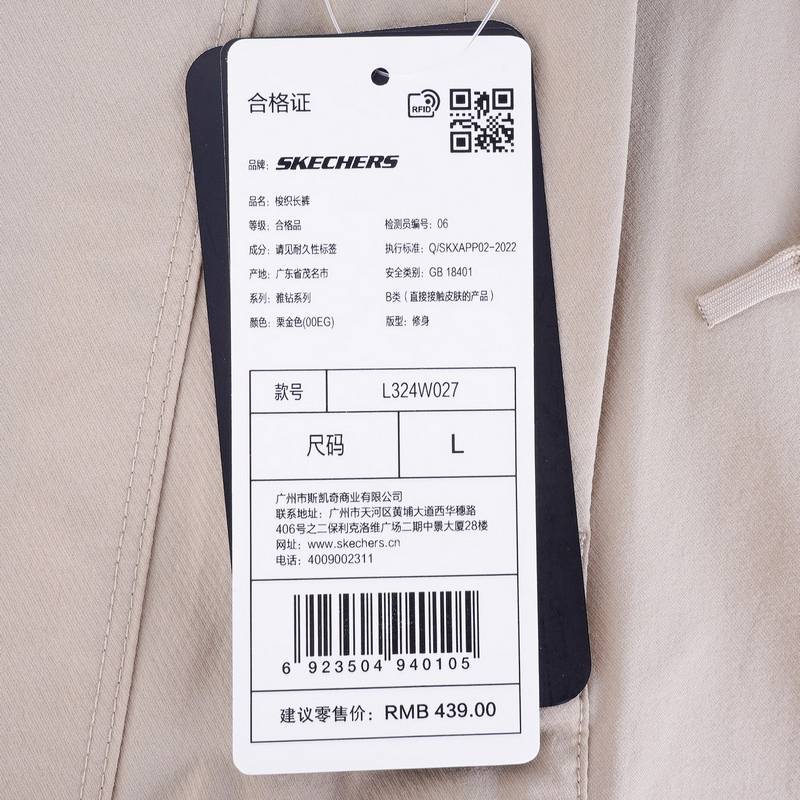 合格证
RFID
品牌：SKECHERS
品名：梭织长裤
等级：合格品 检测员编号：06
成分：请见耐久性标签 执行标准：Q/SKXAPP02-2022
产地：广东省茂名市 安全类别：GB 18401
系列：雅钻系列 B类（直接接触皮肤的产品）
颜色：栗金色(00EG) 版型：修身
款号 L324W027
尺码 L
广州市斯凯奇商业有限公司
联系地址：广州市天河区黄埔大道西华穗路
406号之二保利克洛维广场二期中景大厦28楼
网址：www.skechers.cn
电话：4009002311
6 923504 940105
建议零售价：RMB 439.00